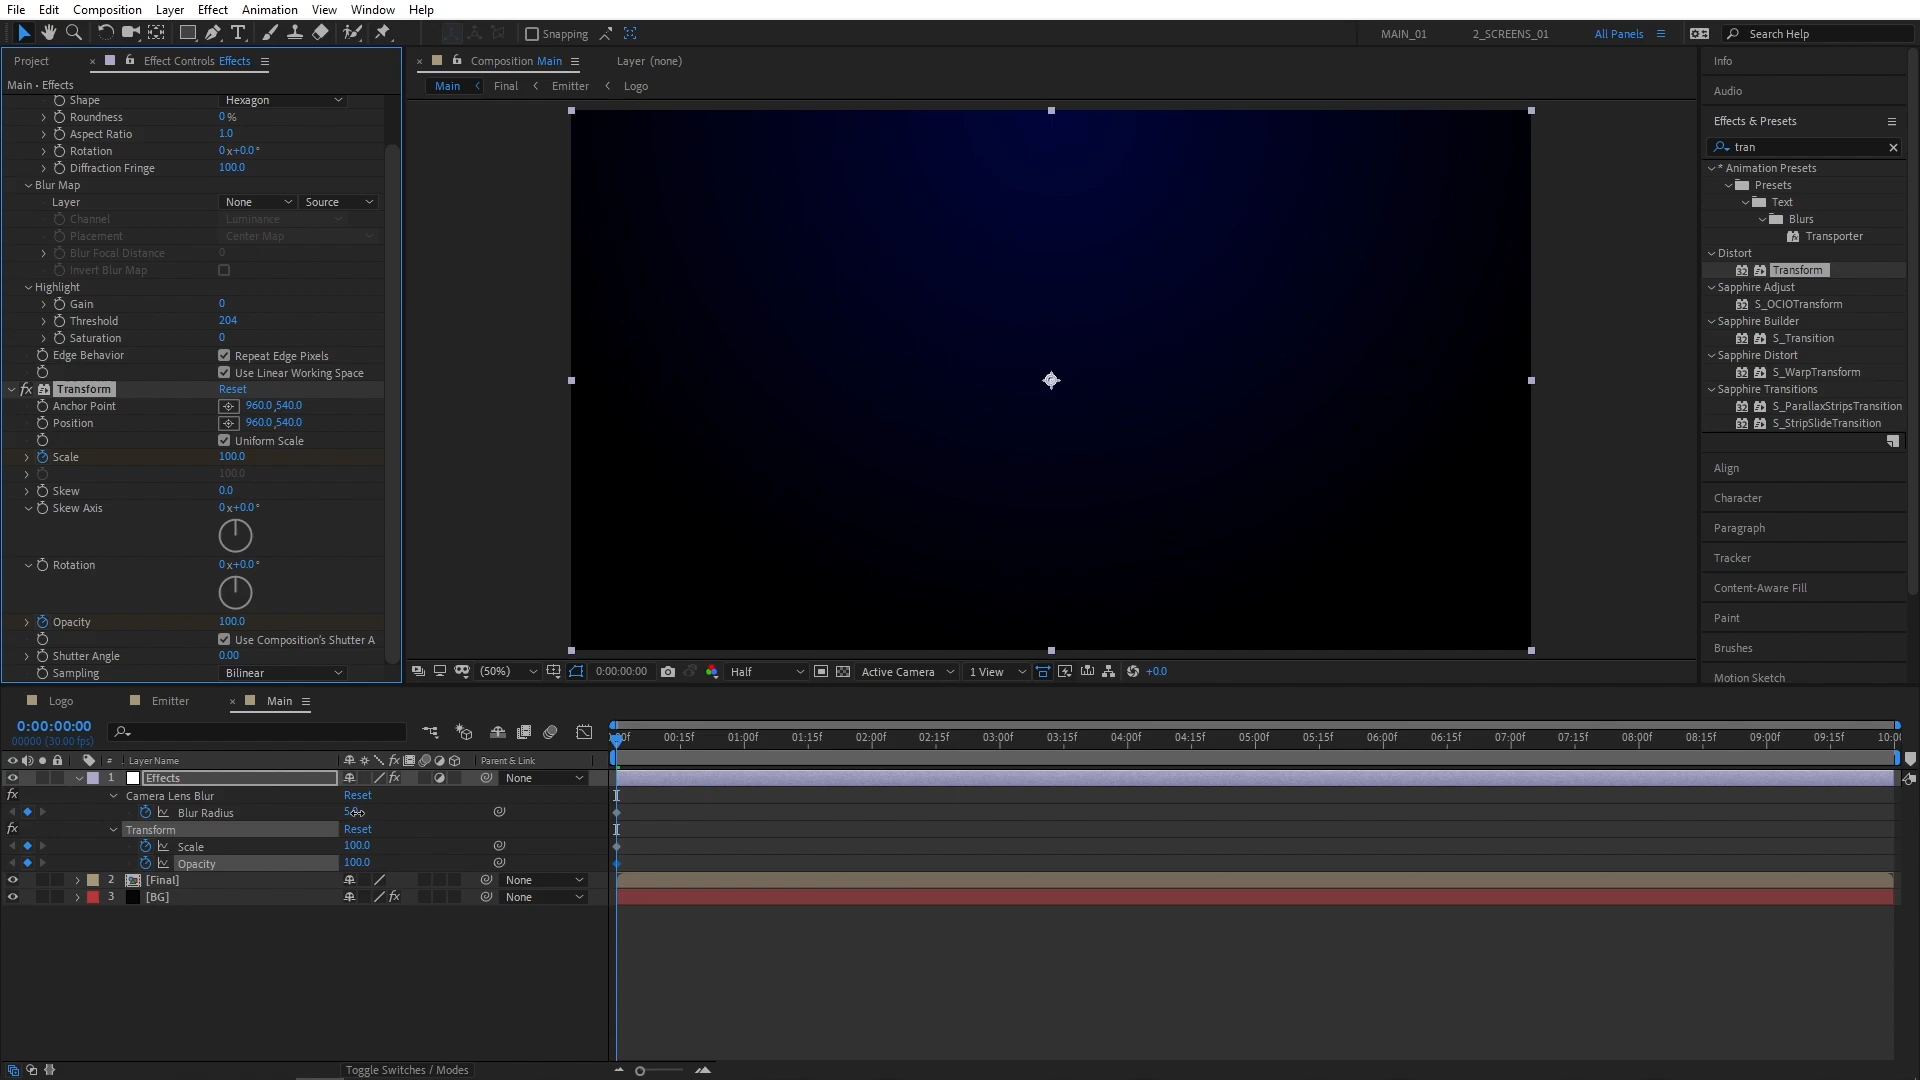 File Edit Composition Layer Effect Animation View Window Help
Snapping MAIN_01 2_SCREENS_01 All Panels Search Help
Project × Effect Controls Effects × Composition Main Layer (none) Info
Main • Effects Main Final Emitter Logo Audio
Shape Hexagon
Roundness 0 %
Aspect Ratio 1.0
Rotation 0 x+0.0 °
Diffraction Fringe 100.0
Blur Map
Layer None Source
Channel Luminance
Placement Center Map
Blur Focal Distance 0
Invert Blur Map
Highlight
Gain 0
Threshold 204
Saturation 0
Edge Behavior Repeat Edge Pixels
Use Linear Working Space
fx Transform Reset
Anchor Point 960.0,540.0
Position 960.0,540.0
Uniform Scale
Scale 100.0
100.0
Skew 0.0
Skew Axis 0 x+0.0 °
Rotation 0 x+0.0 °
Opacity 100.0
Use Composition's Shutter A
Shutter Angle 0.00
Sampling Bilinear
(50%) 0:00:00:00 Half Active Camera 1 View +0.0
Effects & Presets
tran
* Animation Presets
Presets
Text
Blurs
Transporter
Distort
Transform
Sapphire Adjust
S_OCIOTransform
Sapphire Builder
S_Transition
Sapphire Distort
S_WarpTransform
Sapphire Transitions
S_ParallaxStripsTransition
S_StripSlideTransition
Align
Character
Paragraph
Tracker
Content-Aware Fill
Paint
Brushes
Motion Sketch
Logo Emitter × Main
0:00:00:00
00000 (30.00 fps)
00:15f 01:00f 01:15f 02:00f 02:15f 03:00f 03:15f 04:00f 04:15f 05:00f 05:15f 06:00f 06:15f 07:00f 07:15f 08:00f 08:15f 09:00f 09:15f 10:0
# Layer Name fx Parent & Link
1 Effects fx None
fx Camera Lens Blur Reset
Blur Radius
fx Transform Reset
Scale 100.0
Opacity 100.0
2 [Final] None
3 [BG] fx None
Toggle Switches / Modes